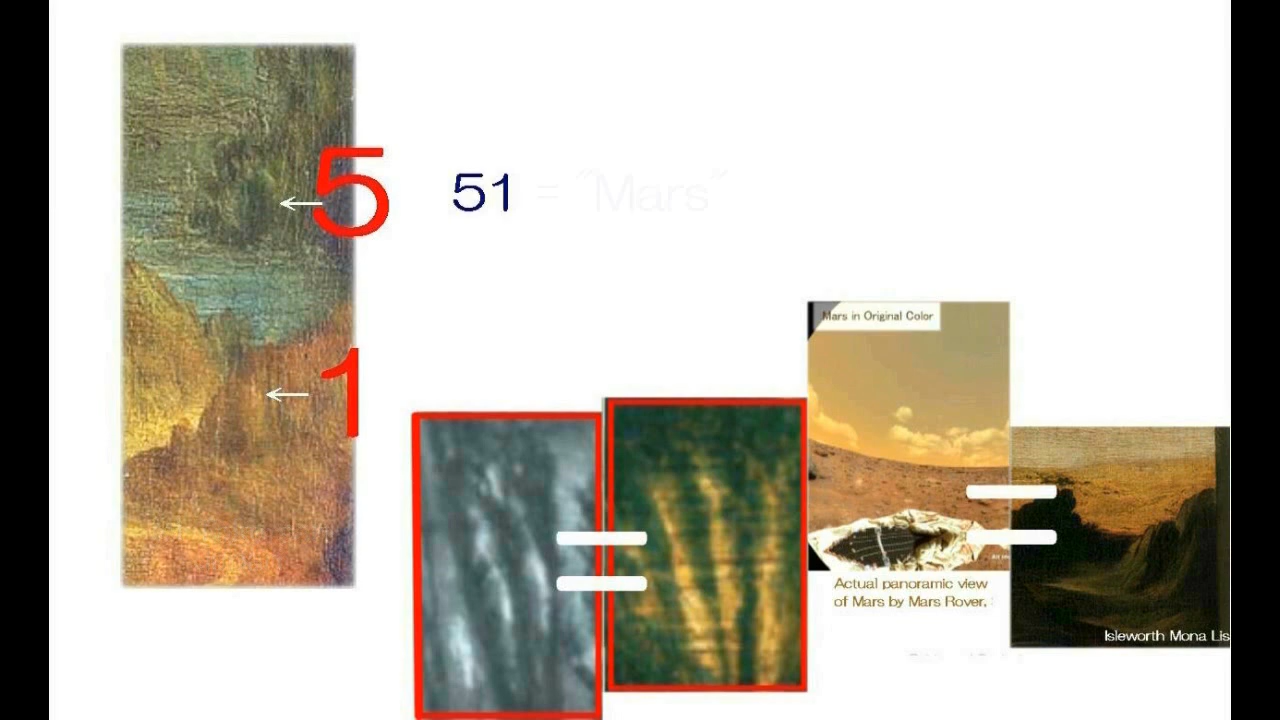 5
51 = "Mars"
1
Mars in Original Color
Actual panoramic view
of Mars by Mars Rover,
Isleworth Mona Lis